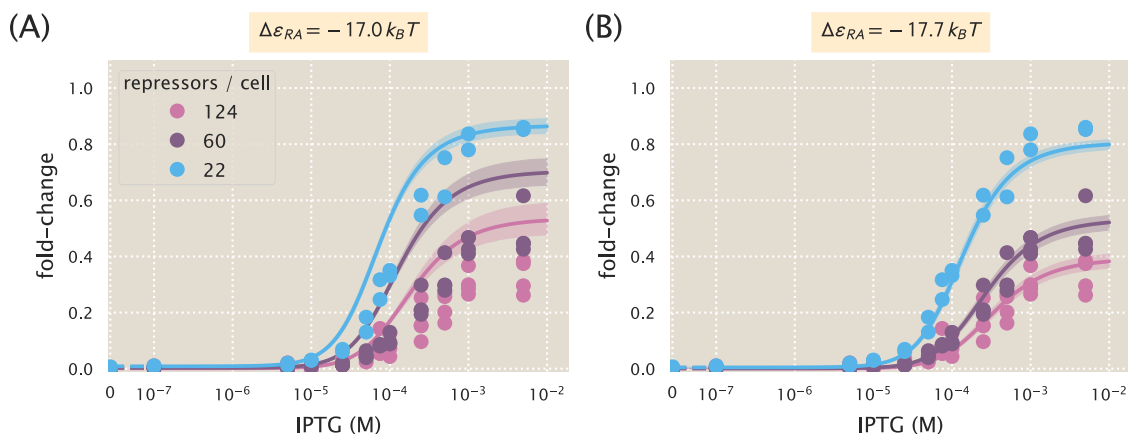 (A)
Δε_RA = − 17.0 k_BT
fold−change
1.0
0.8
0.6
0.4
0.2
0.0
repressors / cell
124
60
22
0 10⁻⁷ 10⁻⁶ 10⁻⁵ 10⁻⁴ 10⁻³ 10⁻²
IPTG (M)
(B)
Δε_RA = − 17.7 k_BT
fold−change
1.0
0.8
0.6
0.4
0.2
0.0
0 10⁻⁷ 10⁻⁶ 10⁻⁵ 10⁻⁴ 10⁻³ 10⁻²
IPTG (M)